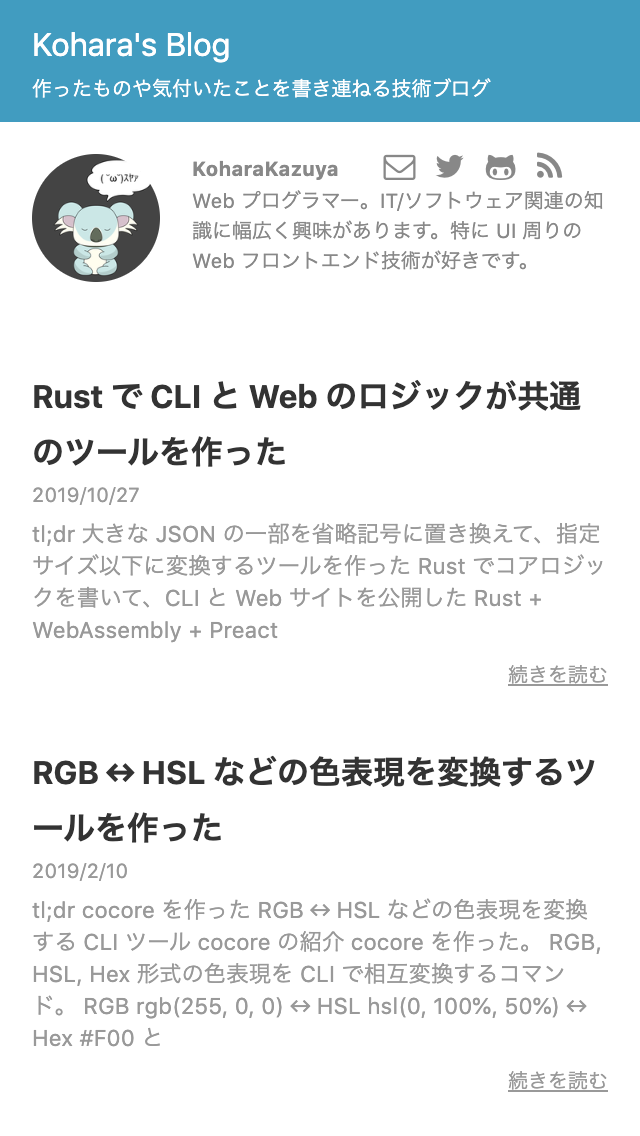 Kohara's Blog
作ったものや気付いたことを書き連ねる技術ブログ
( ˘ω˘)ｽﾔｧ
KoharaKazuya
Web プログラマー。IT/ソフトウェア関連の知
識に幅広く興味があります。特に UI 周りの
Web フロントエンド技術が好きです。
Rust で CLI と Web のロジックが共通
のツールを作った
2019/10/27
tl;dr 大きな JSON の一部を省略記号に置き換えて、指定
サイズ以下に変換するツールを作った Rust でコアロジッ
クを書いて、CLI と Web サイトを公開した Rust +
WebAssembly + Preact
続きを読む
RGB ↔ HSL などの色表現を変換するツ
ールを作った
2019/2/10
tl;dr cocore を作った RGB ↔ HSL などの色表現を変換
する CLI ツール cocore の紹介 cocore を作った。 RGB,
HSL, Hex 形式の色表現を CLI で相互変換するコマン
ド。 RGB rgb(255, 0, 0) ↔ HSL hsl(0, 100%, 50%) ↔
Hex #F00 と
続きを読む